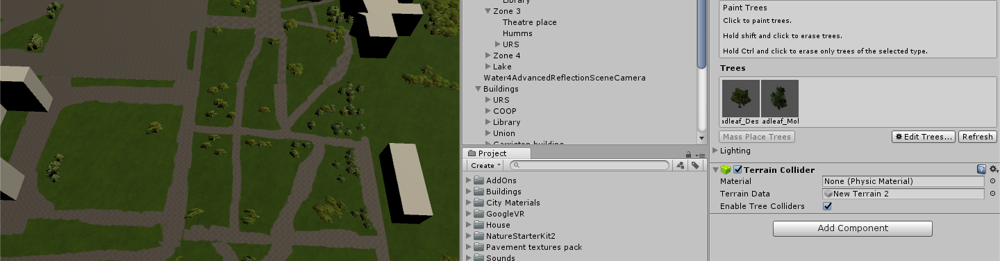 Library
Zone 3
Theatre place
Humms
URS
Zone 4
Lake
Water4AdvancedReflectionSceneCamera
Buildings
URS
COOP
Library
Union
Carrigton building
Project
Create
AddOns
Buildings
City Materials
GoogleVR
House
NatureStarterKit2
Pavement textures pack
Sounds
Paint Trees
Click to paint trees.
Hold shift and click to erase trees.
Hold Ctrl and click to erase only trees of the selected type.
Trees
adleaf_Des adleaf_Mol
Mass Place Trees Edit Trees... Refresh
Lighting
Terrain Collider
Material None (Physic Material)
Terrain Data New Terrain 2
Enable Tree Colliders
Add Component